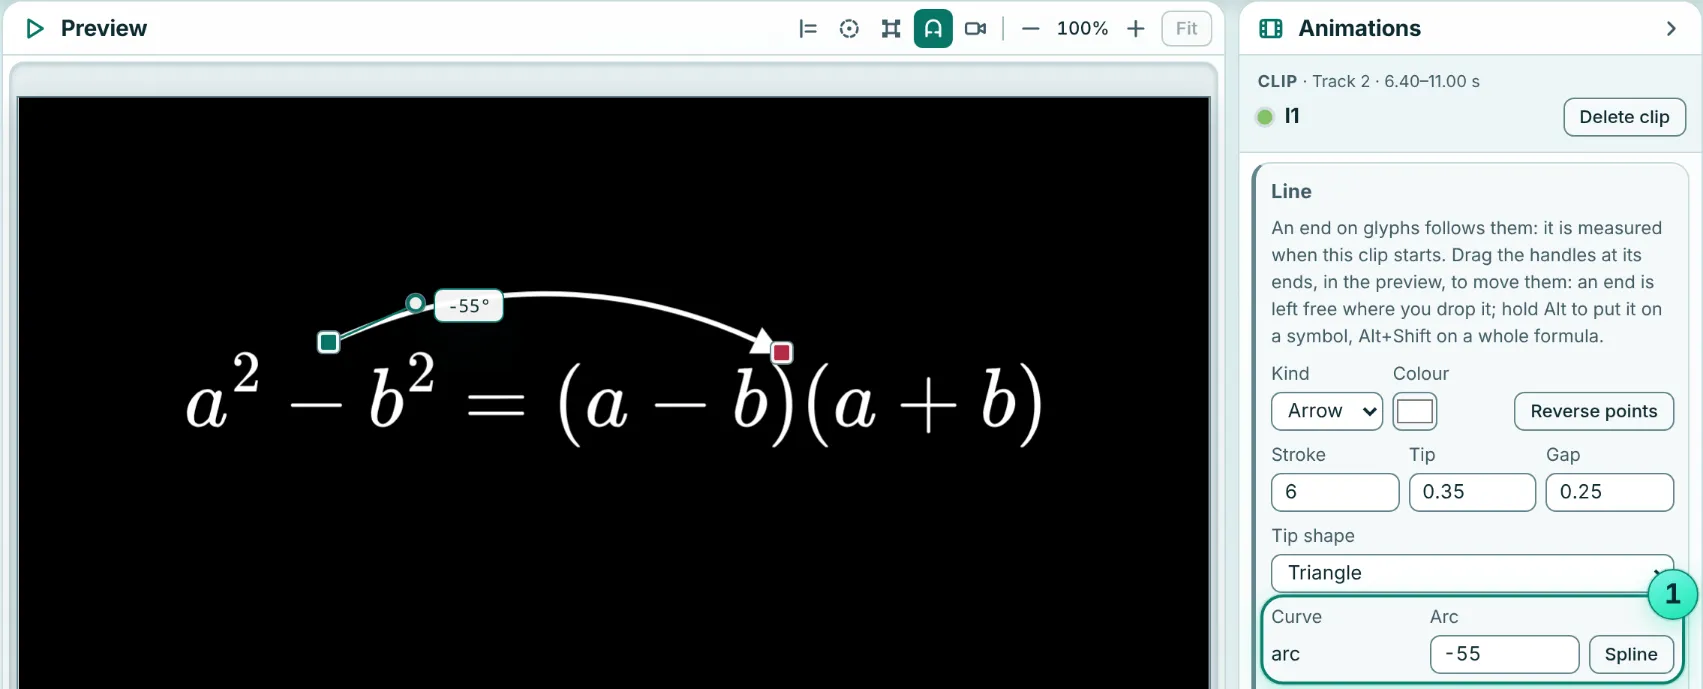 Preview
100%
Fit
-55°
a² − b² = (a − b)(a + b)
Animations
CLIP · Track 2 · 6.40–11.00 s
l1
Delete clip
Line
An end on glyphs follows them: it is measured
when this clip starts. Drag the handles at its
ends, in the preview, to move them: an end is
left free where you drop it; hold Alt to put it on
a symbol, Alt+Shift on a whole formula.
Kind
Colour
Arrow
Reverse points
Stroke
Tip
Gap
6
0.35
0.25
Tip shape
Triangle
1
Curve
Arc
arc
-55
Spline